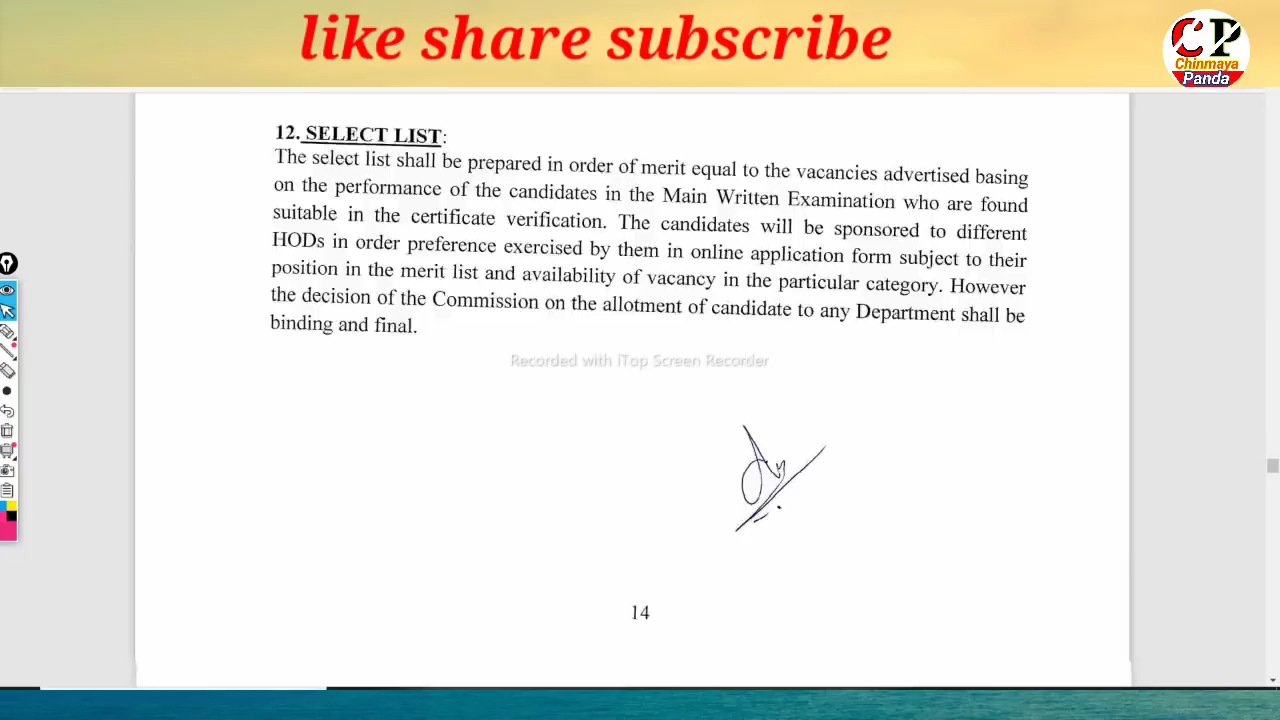 like share subscribe
CP
Chinmaya
Panda
12. SELECT LIST:
The select list shall be prepared in order of merit equal to the vacancies advertised basing
on the performance of the candidates in the Main Written Examination who are found
suitable in the certificate verification. The candidates will be sponsored to different
HODs in order preference exercised by them in online application form subject to their
position in the merit list and availability of vacancy in the particular category. However
the decision of the Commission on the allotment of candidate to any Department shall be
binding and final.
Recorded with iTop Screen Recorder
14